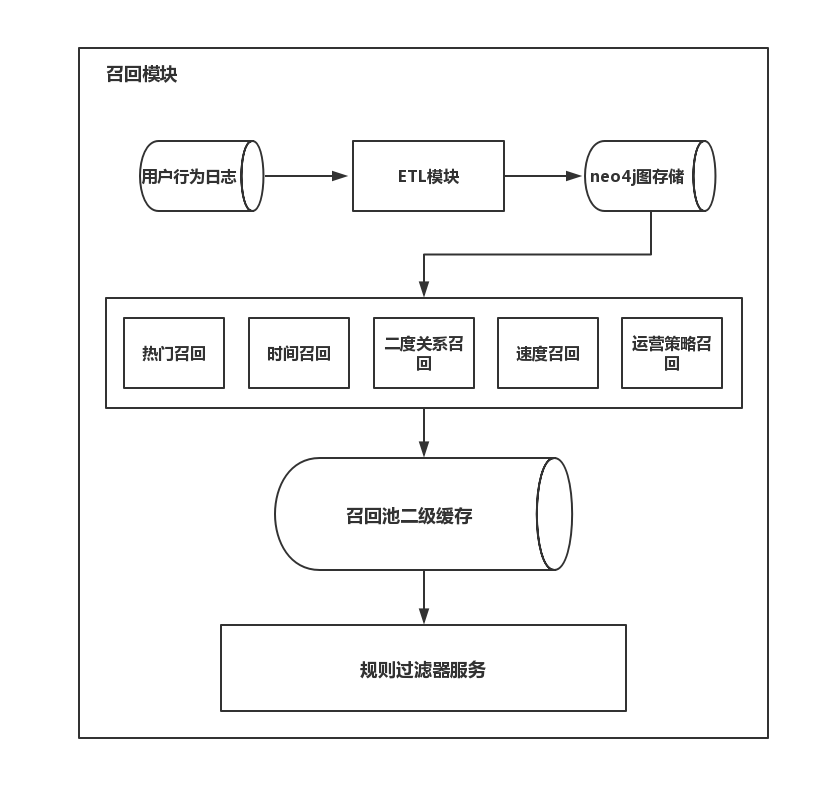 召回模块
用户行为日志
ETL模块
neo4j图存储
热门召回
时间召回
二度关系召
回
速度召回
运营策略召
回
召回池二级缓存
规则过滤器服务